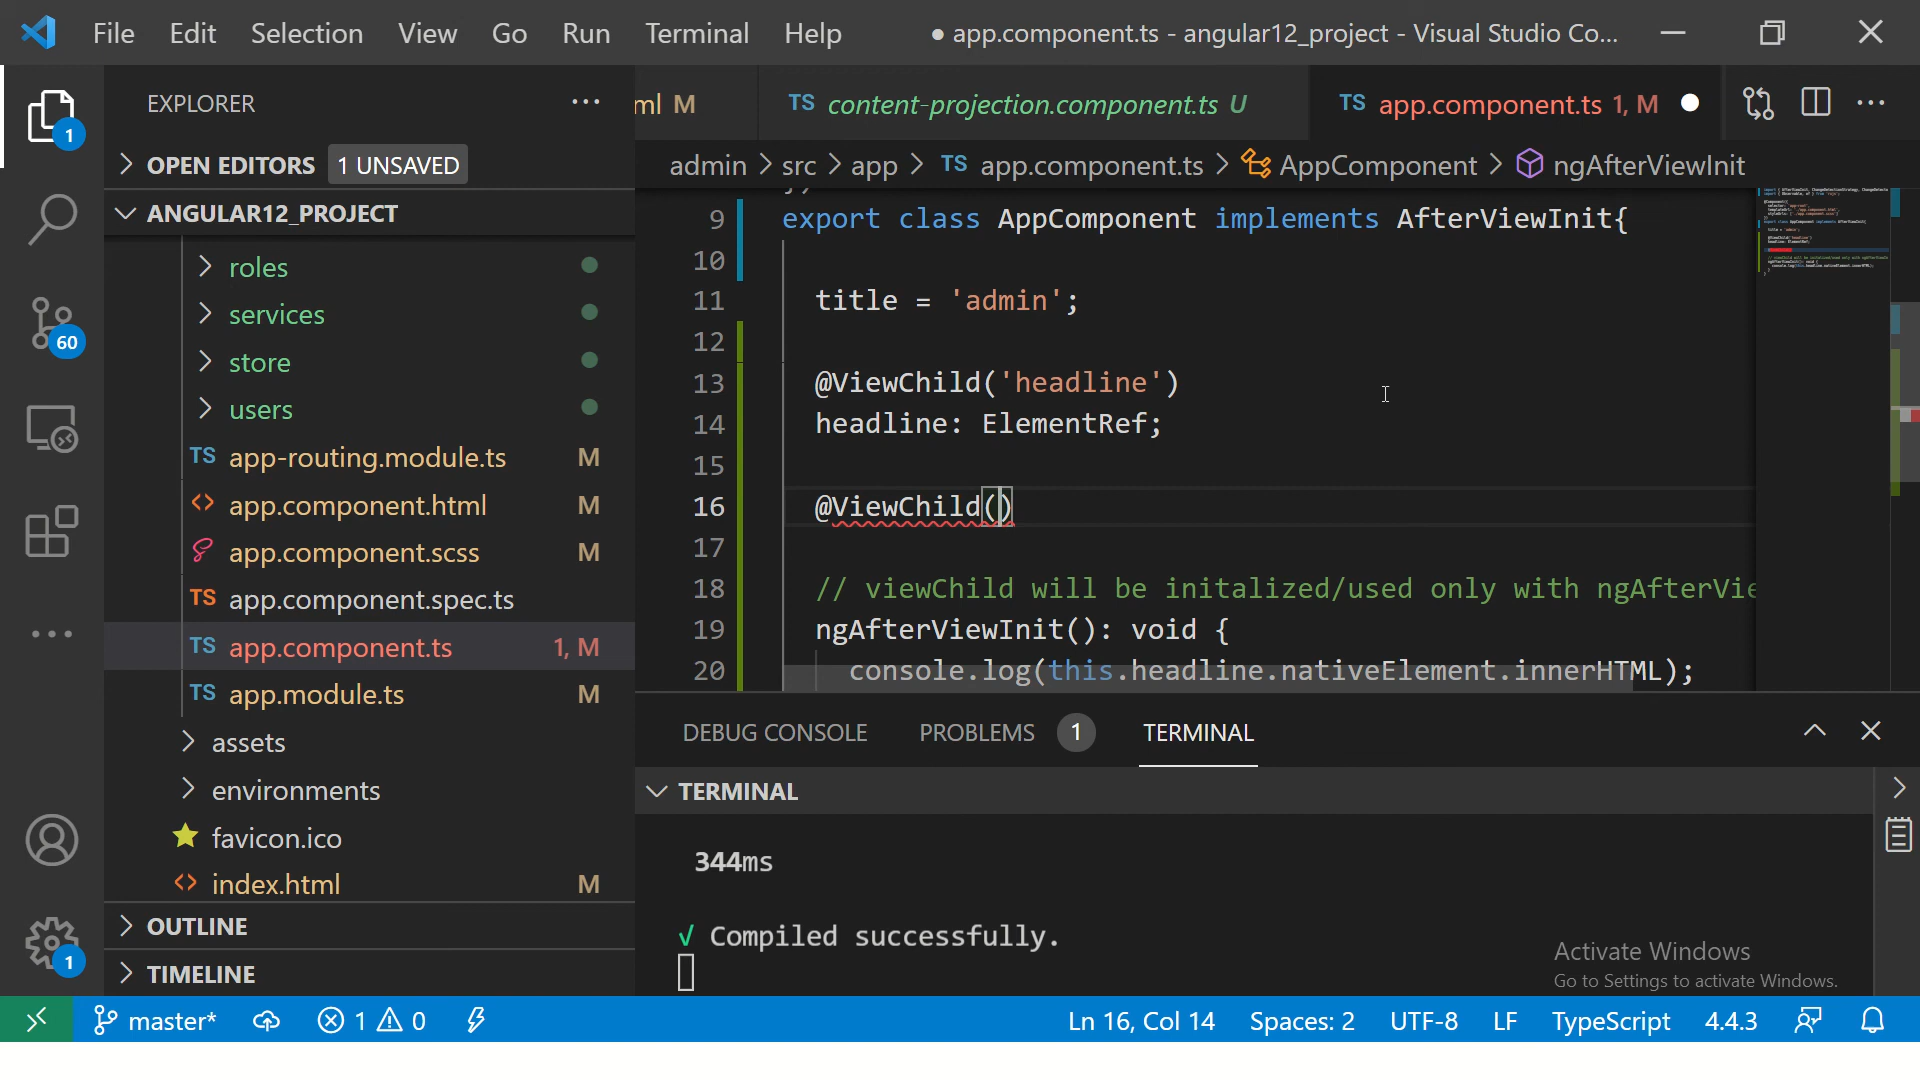 File Edit Selection View Go Run Terminal Help ● app.component.ts - angular12_project - Visual Studio Co...
EXPLORER ...
ml M TS content-projection.component.ts U TS app.component.ts 1, M
1
OPEN EDITORS 1 UNSAVED
admin > src > app > TS app.component.ts > AppComponent > ngAfterViewInit
ANGULAR12_PROJECT
9 export class AppComponent implements AfterViewInit{
roles
10
services
11 title = 'admin';
60
12
store
13 @ViewChild('headline')
users
14 headline: ElementRef;
TS app-routing.module.ts M
15
<> app.component.html M
16 @ViewChild()
app.component.scss M
17
TS app.component.spec.ts
18 // viewChild will be initalized/used only with ngAfterVie
TS app.component.ts 1, M
19 ngAfterViewInit(): void {
20 console.log(this.headline.nativeElement.innerHTML);
TS app.module.ts M
assets
DEBUG CONSOLE PROBLEMS 1 TERMINAL
environments
TERMINAL
favicon.ico
344ms
<> index.html M
OUTLINE
√ Compiled successfully.
1
TIMELINE
Activate Windows
Go to Settings to activate Windows.
master* 1 0 Ln 16, Col 14 Spaces: 2 UTF-8 LF TypeScript 4.4.3